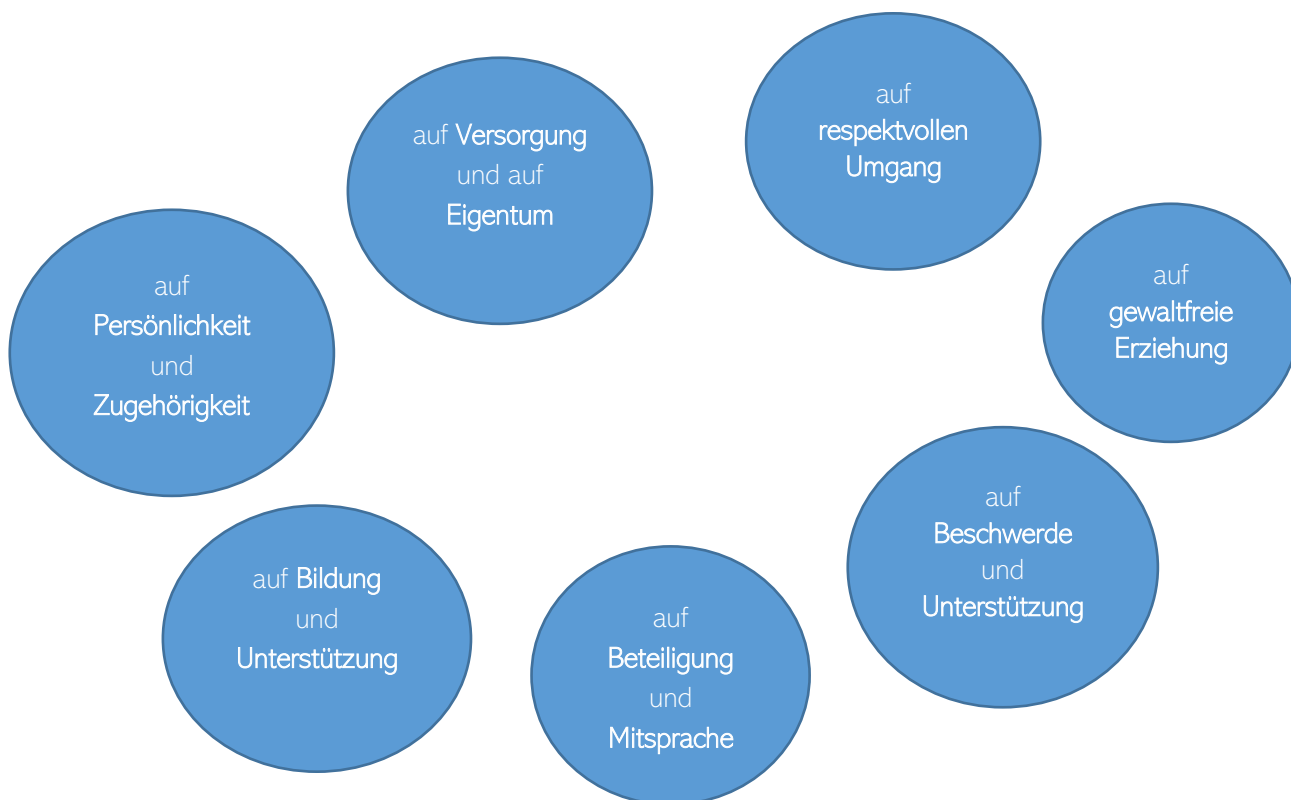 auf
respektvollen
Umgang
auf Versorgung
und auf
Eigentum
auf
gewaltfreie
Erziehung
auf
Persönlichkeit
und
Zugehörigkeit
auf
Beschwerde
und
Unterstützung
auf Bildung
und
Unterstützung
auf
Beteiligung
und
Mitsprache